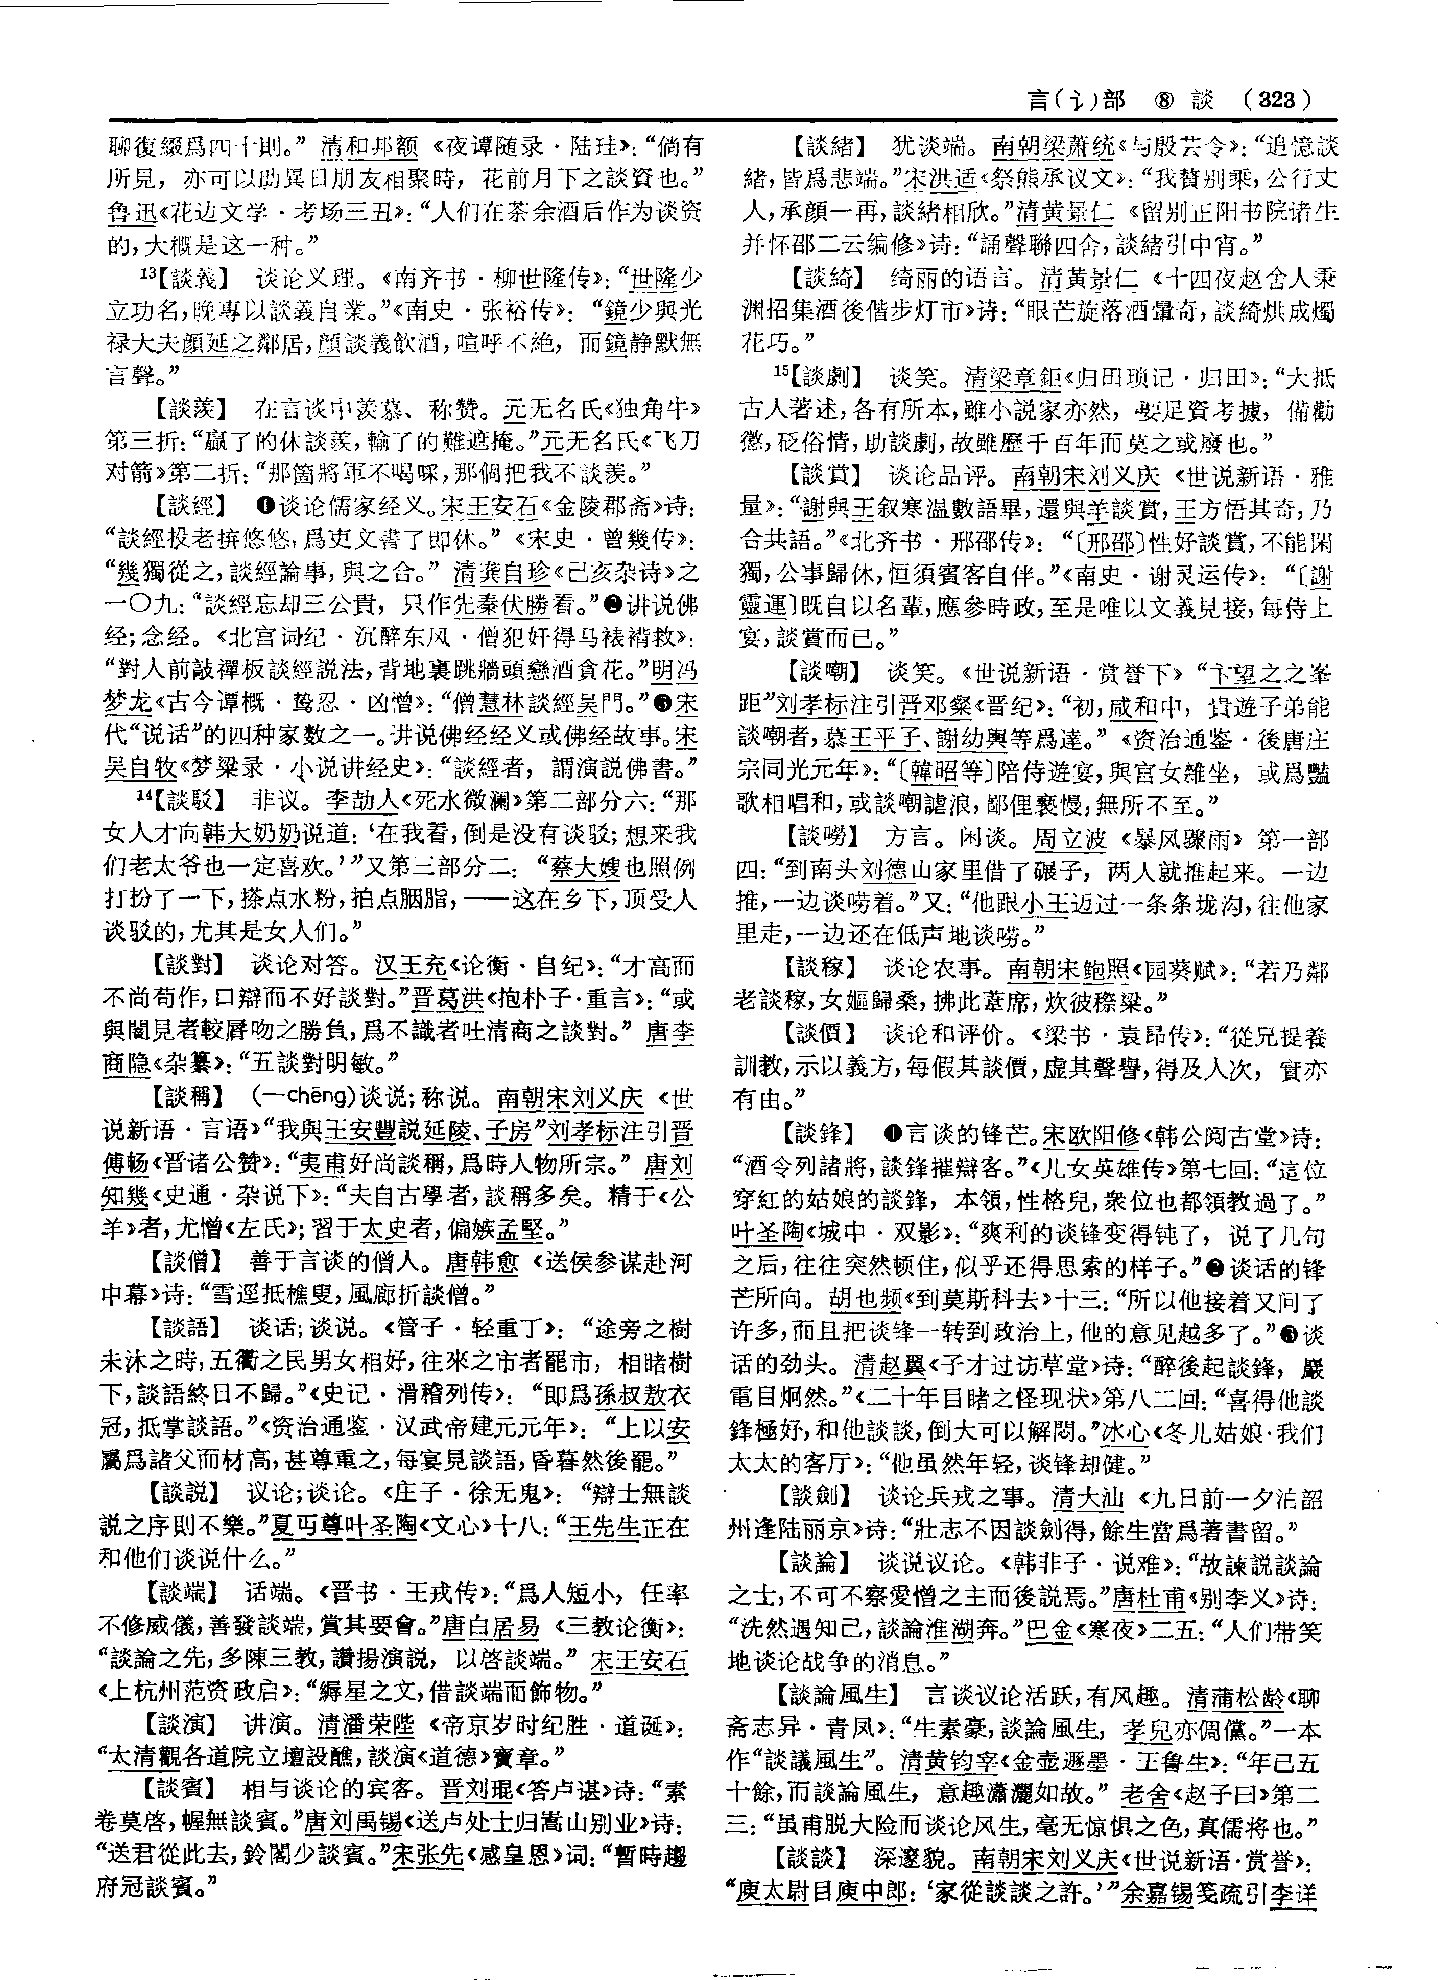 言(讠)部 ⑧ 談 (323)
聊復綴爲四十則。” 清和邦额 《夜谭随录·陆珪》：“倘有
所見，亦可以助異日朋友相聚時，花前月下之談資也。”
鲁迅《花边文学·考场三丑》：“人们在茶余酒后作为谈资
的，大概是这一种。”
13【談義】 谈论义理。《南齐书·柳世隆传》：“世隆少
立功名，晚專以談義自業。”《南史·张裕传》：“鏡少與光
禄大夫顔延之鄰居，顔談義飲酒，喧呼不絶，而鏡静默無
言聲。”
【談羨】 在言谈中羡慕、称赞。元无名氏《独角牛》
第三折：“贏了的休談羨，輸了的難遮掩。”元无名氏《飞刀
对箭》第二折：“那箇將軍不喝啋，那個把我不談羨。”
【談經】 ❶谈论儒家经义。宋王安石《金陵郡斋》诗：
“談經投老拚悠悠，爲吏文書了即休。”《宋史·曾幾传》：
“幾獨從之，談經論事，與之合。” 清龚自珍《己亥杂诗》之
一〇九：“談經忘却三公貴，只作先秦伏勝看。”❷讲说佛
经；念经。《北宫词纪·沉醉东风·僧犯奸得马裱褙救》：
“對人前敲禪板談經説法，背地裏跳牆頭戀酒貪花。”明冯
梦龙《古今谭概·鸷忍·凶僧》：“僧慧林談經吴門。”❸宋
代“说话”的四种家数之一。讲说佛经经义或佛经故事。宋
吴自牧《梦粱录·小说讲经史》：“談經者，謂演説佛書。”
14【談駁】 非议。李劼人《死水微澜》第二部分六：“那
女人才向韩大奶奶说道：‘在我看，倒是没有谈驳；想来我
们老太爷也一定喜欢。’”又第三部分二：“蔡大嫂也照例
打扮了一下，搽点水粉，拍点胭脂，——这在乡下，顶受人
谈驳的，尤其是女人们。”
【談對】 谈论对答。汉王充《论衡·自纪》：“才高而
不尚苟作，口辯而不好談對。”晋葛洪《抱朴子·重言》：“或
與闇見者較脣吻之勝負，爲不識者吐清商之談對。” 唐李
商隐《杂纂》：“五談對明敏。”
【談稱】 (一chēng)谈说；称说。南朝宋刘义庆 《世
说新语·言语》“我與王安豐説延陵、子房”刘孝标注引晋
傅畅《晋诸公赞》：“夷甫好尚談稱，爲時人物所宗。” 唐刘
知幾《史通·杂说下》：“夫自古學者，談稱多矣。精于《公
羊》者，尤憎《左氏》；習于太史者，偏嫉孟堅。”
【談僧】 善于言谈的僧人。唐韩愈 《送侯参谋赴河
中幕》诗：“雪逕抵樵叟，風廊折談僧。”
【談語】 谈话；谈说。《管子·轻重丁》：“途旁之樹
未沐之時，五衢之民男女相好，往來之市者罷市，相睹樹
下，談語終日不歸。”《史记·滑稽列传》：“即爲孫叔敖衣
冠，抵掌談語。”《资治通鉴·汉武帝建元元年》：“上以安
屬爲諸父而材高，甚尊重之，每宴見談語，昏暮然後罷。”
【談説】 议论；谈论。《庄子·徐无鬼》：“辯士無談
説之序則不樂。”夏丏尊叶圣陶《文心》十八：“王先生正在
和他们谈说什么。”
【談端】 话端。《晋书·王戎传》：“爲人短小，任率
不修威儀，善發談端，賞其要會。”唐白居易 《三教论衡》：
“談論之先，多陳三教，讚揚演説，以啓談端。” 宋王安石
《上杭州范资政启》：“縟星之文，借談端而飾物。”
【談演】 讲演。清潘荣陛 《帝京岁时纪胜·道诞》：
“太清觀各道院立壇設醮，談演《道德》寶章。”
【談賓】 相与谈论的宾客。晋刘琨《答卢谌》诗：“素
卷莫啓，幄無談賓。”唐刘禹锡《送卢处士归嵩山别业》诗：
“送君從此去，鈴閣少談賓。”宋张先《感皇恩》词：“暫時趨
府冠談賓。”
【談緒】 犹谈端。南朝梁萧统《与殷芸令》：“追憶談
緒，皆爲悲端。”宋洪适《祭熊承议文》：“我贊别乘，公行丈
人，承顔一再，談緒相欣。”清黄景仁 《留别正阳书院诸生
并怀邵二云编修》诗：“誦聲聯四舍，談緒引中宵。”
【談綺】 绮丽的语言。清黄景仁 《十四夜赵舍人秉
渊招集酒後偕步灯市》诗：“眼芒旋落酒暈奇，談綺烘成燭
花巧。”
15【談劇】 谈笑。清梁章鉅《归田琐记·归田》：“大抵
古人著述，各有所本，雖小説家亦然，要足資考據，備勸
懲，砭俗情，助談劇，故雖歷千百年而莫之或廢也。”
【談賞】 谈论品评。南朝宋刘义庆 《世说新语·雅
量》：“謝與王叙寒温數語畢，還與羊談賞，王方悟其奇，乃
合共語。”《北齐书·邢邵传》：“〔邢邵〕性好談賞，不能閑
獨，公事歸休，恒須賓客自伴。”《南史·谢灵运传》：“〔謝
靈運〕既自以名輩，應參時政，至是唯以文義見接，每侍上
宴，談賞而已。”
【談嘲】 谈笑。《世说新语·赏誉下》“卞望之之峯
距”刘孝标注引晋邓粲《晋纪》：“初，咸和中，貴遊子弟能
談嘲者，慕王平子、謝幼輿等爲達。” 《资治通鉴·後唐庄
宗同光元年》：“〔韓昭等〕陪侍遊宴，與宫女雜坐，或爲豔
歌相唱和，或談嘲謔浪，鄙俚褻慢，無所不至。”
【談嘮】 方言。闲谈。周立波 《暴风骤雨》 第一部
四：“到南头刘德山家里借了碾子，两人就推起来。一边
推，一边谈唠着。”又：“他跟小王迈过一条条垅沟，往他家
里走，一边还在低声地谈唠。”
【談稼】 谈论农事。南朝宋鲍照《园葵赋》：“若乃鄰
老談稼，女嫗歸桑，拂此葦席，炊彼穄粱。”
【談價】 谈论和评价。《梁书·袁昂传》：“從兄提養
訓教，示以義方，每假其談價，虚其聲譽，得及人次，實亦
有由。”
【談鋒】 ❶言谈的锋芒。宋欧阳修《韩公阅古堂》诗：
“酒令列諸將，談鋒摧辯客。”《儿女英雄传》第七回：“這位
穿紅的姑娘的談鋒，本領，性格兒，衆位也都領教過了。”
叶圣陶《城中·双影》：“爽利的谈锋变得钝了，说了几句
之后，往往突然顿住，似乎还得思索的样子。”❷谈话的锋
芒所向。胡也频《到莫斯科去》十三：“所以他接着又问了
许多，而且把谈锋一转到政治上，他的意见越多了。”❸谈
话的劲头。清赵翼《子才过访草堂》诗：“醉後起談鋒，巖
電目炯然。”《二十年目睹之怪现状》第八二回：“喜得他談
鋒極好，和他談談，倒大可以解悶。”冰心《冬儿姑娘·我们
太太的客厅》：“他虽然年轻，谈锋却健。”
【談劍】 谈论兵戎之事。清大汕 《九日前一夕泊韶
州逢陆丽京》诗：“壯志不因談劍得，餘生當爲著書留。”
【談論】 谈说议论。《韩非子·说难》：“故諫説談論
之士，不可不察愛憎之主而後説焉。”唐杜甫《别李义》诗：
“洗然遇知己，談論淮湖奔。”巴金《寒夜》二五：“人们带笑
地谈论战争的消息。”
【談論風生】 言谈议论活跃，有风趣。清蒲松龄《聊
斋志异·青凤》：“生素豪，談論風生，孝兒亦倜儻。”一本
作“談議風生”。清黄钧宰《金壶遯墨·王鲁生》：“年已五
十餘，而談論風生，意趣瀟灑如故。” 老舍《赵子曰》第二
三：“虽甫脱大险而谈论风生，毫无惊惧之色，真儒将也。”
【談談】 深邃貌。南朝宋刘义庆《世说新语·赏誉》：
“庾太尉目庾中郎：‘家從談談之許。’”余嘉锡笺疏引李详